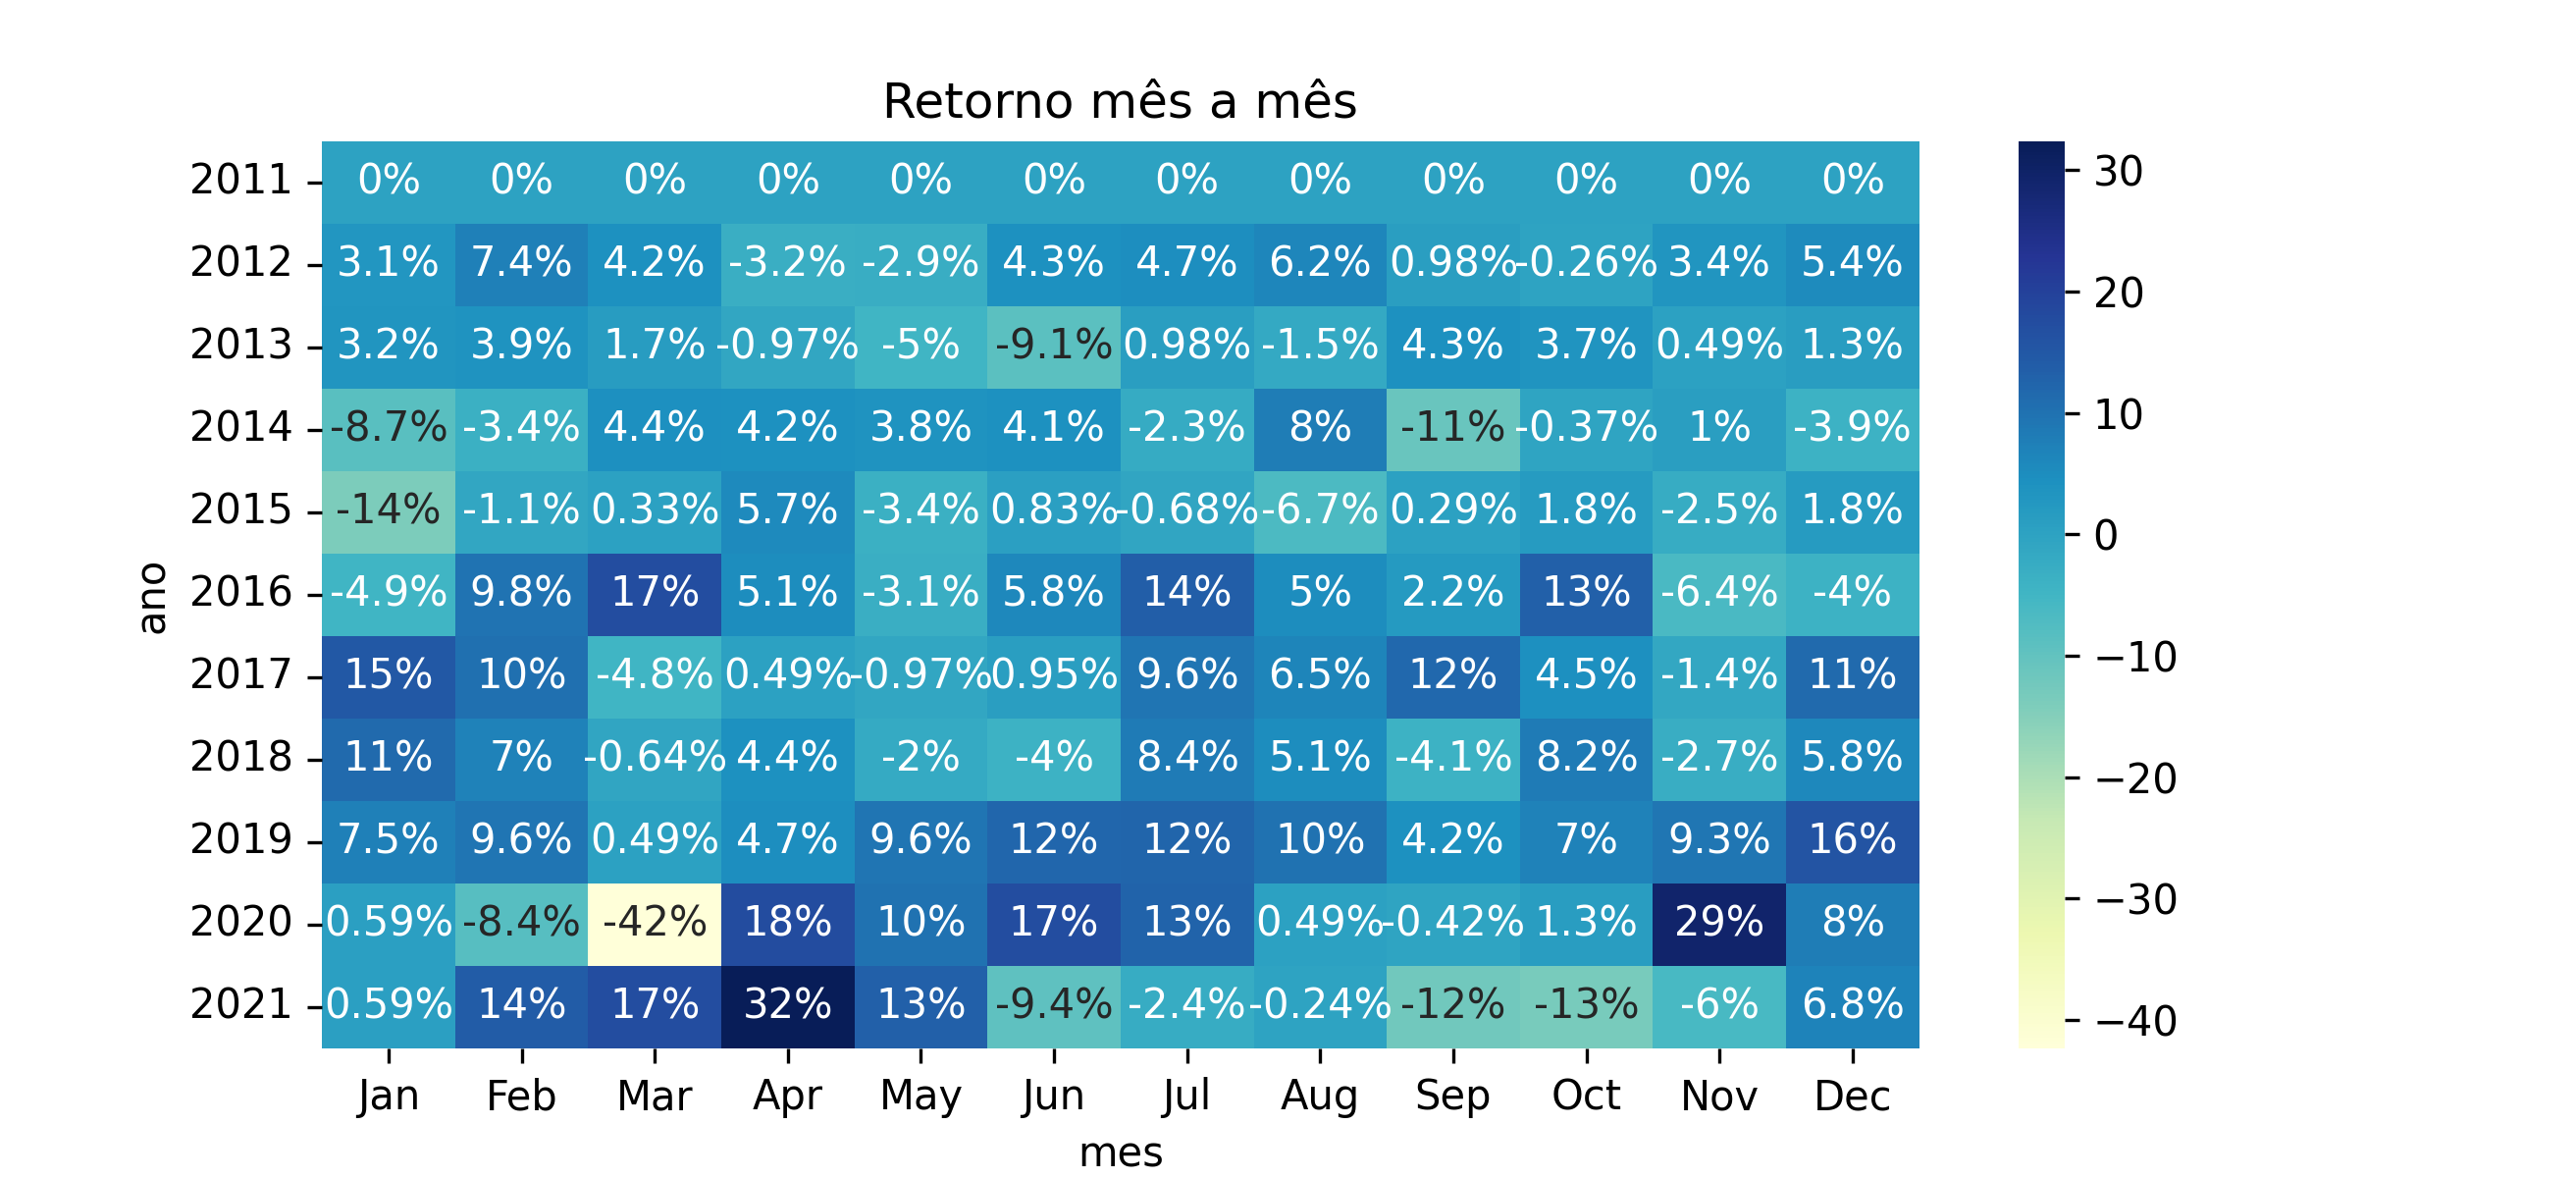 Retorno mês a mês
2011 0% 0% 0% 0% 0% 0% 0% 0% 0% 0% 0% 0%
2012 3.1% 7.4% 4.2% -3.2% -2.9% 4.3% 4.7% 6.2% 0.98% -0.26% 3.4% 5.4%
2013 3.2% 3.9% 1.7% -0.97% -5% -9.1% 0.98% -1.5% 4.3% 3.7% 0.49% 1.3%
2014 -8.7% -3.4% 4.4% 4.2% 3.8% 4.1% -2.3% 8% -11% -0.37% 1% -3.9%
2015 -14% -1.1% 0.33% 5.7% -3.4% 0.83% -0.68% -6.7% 0.29% 1.8% -2.5% 1.8%
2016 -4.9% 9.8% 17% 5.1% -3.1% 5.8% 14% 5% 2.2% 13% -6.4% -4%
2017 15% 10% -4.8% 0.49% -0.97% 0.95% 9.6% 6.5% 12% 4.5% -1.4% 11%
2018 11% 7% -0.64% 4.4% -2% -4% 8.4% 5.1% -4.1% 8.2% -2.7% 5.8%
2019 7.5% 9.6% 0.49% 4.7% 9.6% 12% 12% 10% 4.2% 7% 9.3% 16%
2020 0.59% -8.4% -42% 18% 10% 17% 13% 0.49% -0.42% 1.3% 29% 8%
2021 0.59% 14% 17% 32% 13% -9.4% -2.4% -0.24% -12% -13% -6% 6.8%
Jan Feb Mar Apr May Jun Jul Aug Sep Oct Nov Dec
mes
ano
30
20
10
0
−10
−20
−30
−40